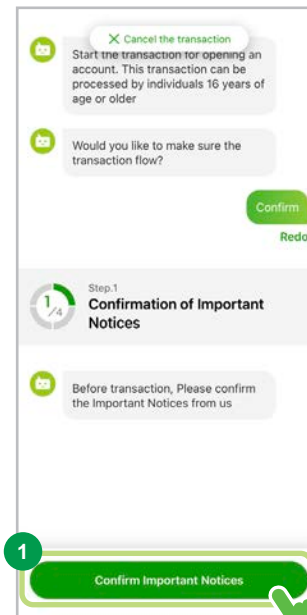 Cancel the transaction
Start the transaction for opening an
account. This transaction can be
processed by individuals 16 years of
age or older
Would you like to make sure the
transaction flow?
Confirm
Redo
Step.1
1/4
Confirmation of Important
Notices
Before transaction, Please confirm
the Important Notices from us
1
Confirm Important Notices